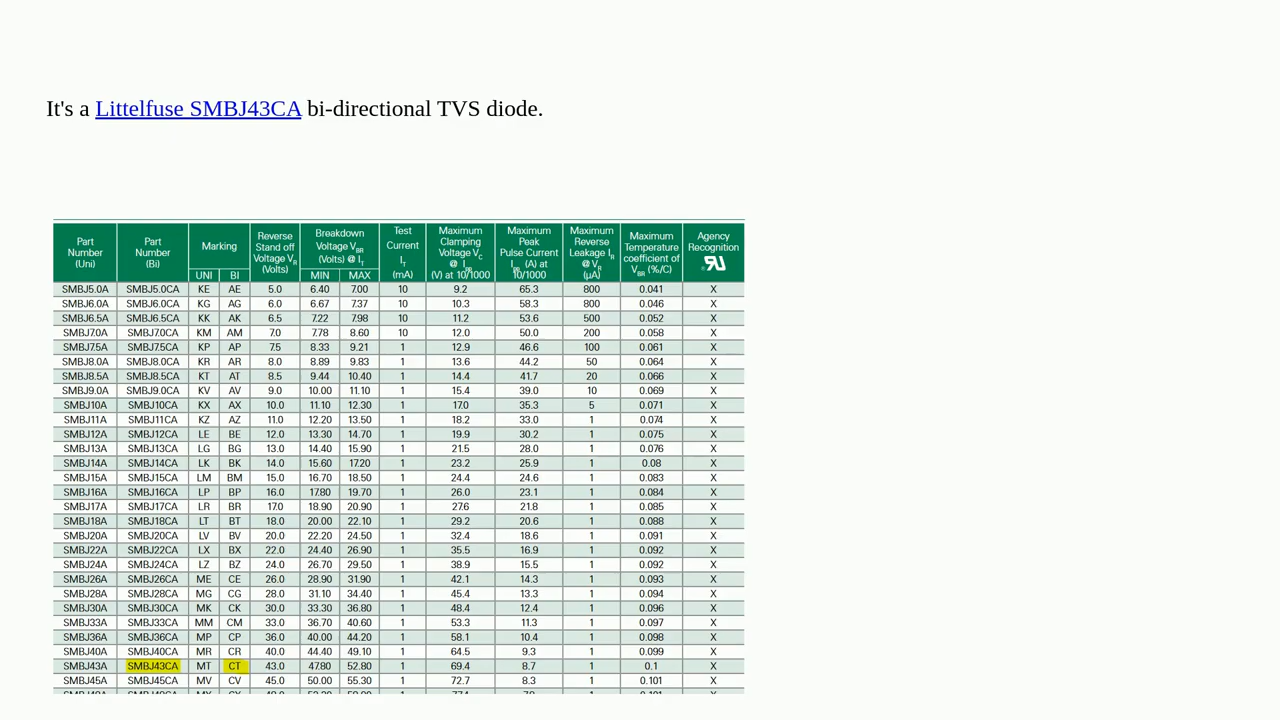 It's a Littelfuse SMBJ43CA bi-directional TVS diode.
Part Number (Uni) Part Number (Bi) Marking UNI BI Reverse Stand off Voltage VR (Volts) Breakdown Voltage VBR (Volts) @ IT MIN MAX Test Current IT (mA) Maximum Clamping Voltage VC @ Ipp (V) at 10/1000 Maximum Peak Pulse Current Ipp (A) at 10/1000 Maximum Reverse Leakage IR @ VR (µA) Maximum Temperature coefficient of VBR (%/C) Agency Recognition
SMBJ5.0A SMBJ5.0CA KE AE 5.0 6.40 7.00 10 9.2 65.3 800 0.041 X
SMBJ6.0A SMBJ6.0CA KG AG 6.0 6.67 7.37 10 10.3 58.3 800 0.046 X
SMBJ6.5A SMBJ6.5CA KK AK 6.5 7.22 7.98 10 11.2 53.6 500 0.052 X
SMBJ7.0A SMBJ7.0CA KM AM 7.0 7.78 8.60 10 12.0 50.0 200 0.058 X
SMBJ7.5A SMBJ7.5CA KP AP 7.5 8.33 9.21 1 12.9 46.6 100 0.061 X
SMBJ8.0A SMBJ8.0CA KR AR 8.0 8.89 9.83 1 13.6 44.2 50 0.064 X
SMBJ8.5A SMBJ8.5CA KT AT 8.5 9.44 10.40 1 14.4 41.7 20 0.066 X
SMBJ9.0A SMBJ9.0CA KV AV 9.0 10.00 11.10 1 15.4 39.0 10 0.069 X
SMBJ10A SMBJ10CA KX AX 10.0 11.10 12.30 1 17.0 35.3 5 0.071 X
SMBJ11A SMBJ11CA KZ AZ 11.0 12.20 13.50 1 18.2 33.0 1 0.074 X
SMBJ12A SMBJ12CA LE BE 12.0 13.30 14.70 1 19.9 30.2 1 0.075 X
SMBJ13A SMBJ13CA LG BG 13.0 14.40 15.90 1 21.5 28.0 1 0.076 X
SMBJ14A SMBJ14CA LK BK 14.0 15.60 17.20 1 23.2 25.9 1 0.08 X
SMBJ15A SMBJ15CA LM BM 15.0 16.70 18.50 1 24.4 24.6 1 0.083 X
SMBJ16A SMBJ16CA LP BP 16.0 17.80 19.70 1 26.0 23.1 1 0.084 X
SMBJ17A SMBJ17CA LR BR 17.0 18.90 20.90 1 27.6 21.8 1 0.085 X
SMBJ18A SMBJ18CA LT BT 18.0 20.00 22.10 1 29.2 20.6 1 0.088 X
SMBJ20A SMBJ20CA LV BV 20.0 22.20 24.50 1 32.4 18.6 1 0.091 X
SMBJ22A SMBJ22CA LX BX 22.0 24.40 26.90 1 35.5 16.9 1 0.092 X
SMBJ24A SMBJ24CA LZ BZ 24.0 26.70 29.50 1 38.9 15.5 1 0.092 X
SMBJ26A SMBJ26CA ME CE 26.0 28.90 31.90 1 42.1 14.3 1 0.093 X
SMBJ28A SMBJ28CA MG CG 28.0 31.10 34.40 1 45.4 13.3 1 0.094 X
SMBJ30A SMBJ30CA MK CK 30.0 33.30 36.80 1 48.4 12.4 1 0.096 X
SMBJ33A SMBJ33CA MM CM 33.0 36.70 40.60 1 53.3 11.3 1 0.097 X
SMBJ36A SMBJ36CA MP CP 36.0 40.00 44.20 1 58.1 10.4 1 0.098 X
SMBJ40A SMBJ40CA MR CR 40.0 44.40 49.10 1 64.5 9.3 1 0.099 X
SMBJ43A SMBJ43CA MT CT 43.0 47.80 52.80 1 69.4 8.7 1 0.1 X
SMBJ45A SMBJ45CA MV CV 45.0 50.00 55.30 1 72.7 8.3 1 0.101 X